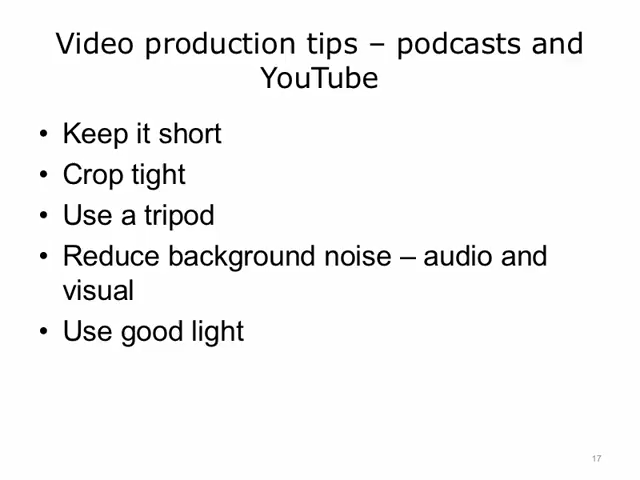 Video production tips – podcasts and
YouTube
• Keep it short
• Crop tight
• Use a tripod
• Reduce background noise – audio and
visual
• Use good light
17